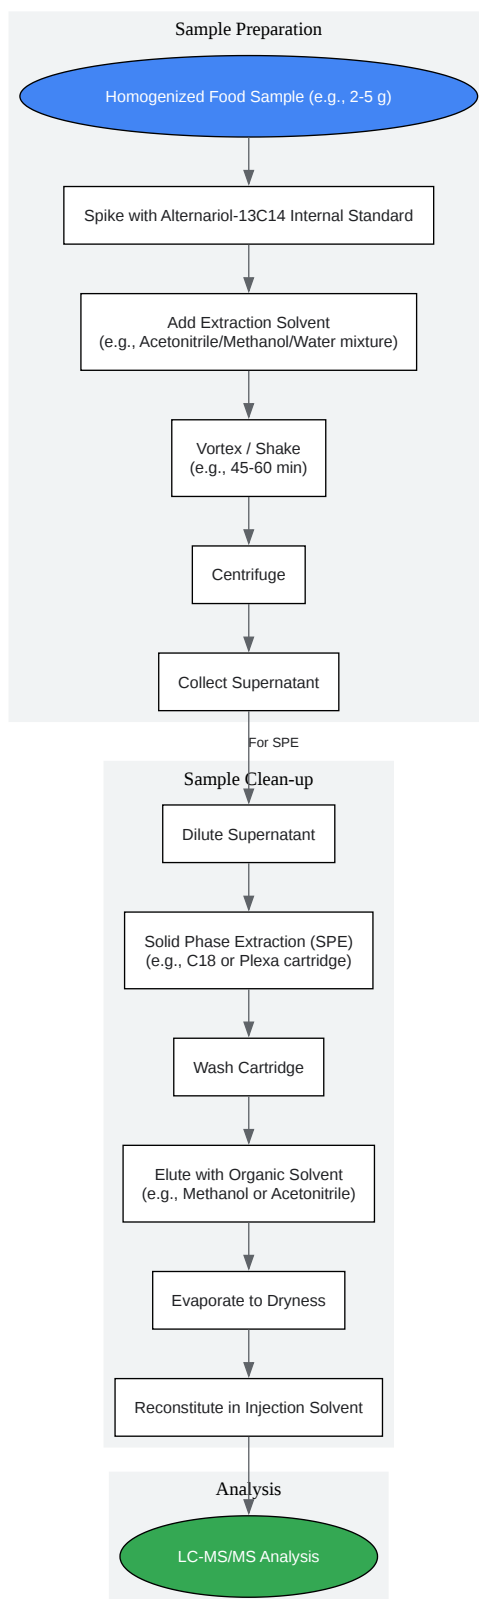 Sample Preparation
Homogenized Food Sample (e.g., 2-5 g)
Spike with Alternariol-13C14 Internal Standard
Add Extraction Solvent
(e.g., Acetonitrile/Methanol/Water mixture)
Vortex / Shake
(e.g., 45-60 min)
Centrifuge
Collect Supernatant
For SPE
Sample Clean-up
Dilute Supernatant
Solid Phase Extraction (SPE)
(e.g., C18 or Plexa cartridge)
Wash Cartridge
Elute with Organic Solvent
(e.g., Methanol or Acetonitrile)
Evaporate to Dryness
Reconstitute in Injection Solvent
Analysis
LC-MS/MS Analysis